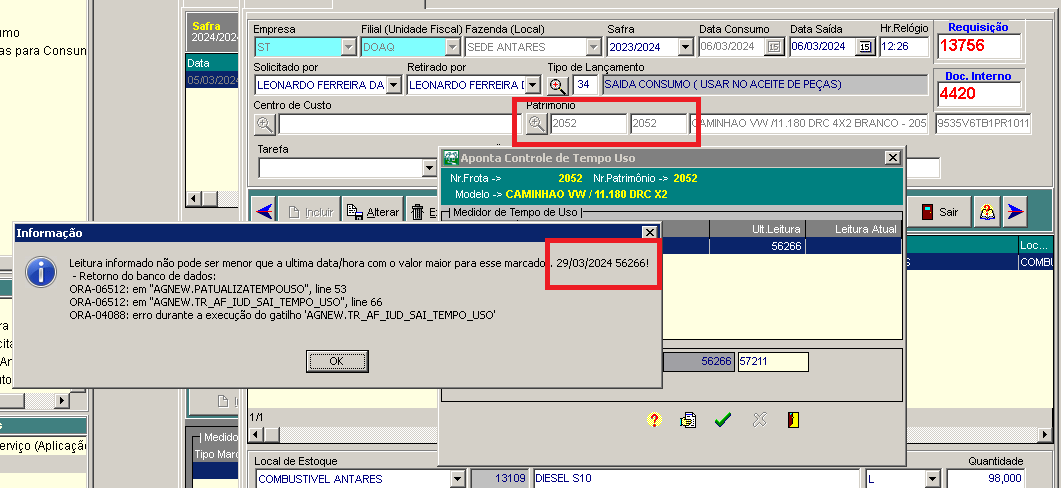 umo
as para Consun
Safra
2024/2024
Data
05/03/2024
Empresa
Filial (Unidade Fiscal)
Fazenda (Local)
Safra
Data Consumo
Data Saída
Hr.Relógio
Requisição
ST
DOAQ
SEDE ANTARES
2023/2024
06/03/2024
15
06/03/2024
15
12:26
13756
Solicitado por
Retirado por
Tipo de Lançamento
Doc. Interno
LEONARDO FERREIRA DA
LEONARDO FERREIRA
34
SAIDA CONSUMO ( USAR NO ACEITE DE PEÇAS)
4420
Centro de Custo
Patrimônio
2052
2052
CAMINHAO VW /11.180 DRC 4X2 BRANCO - 205
9535V6TB1PR1011
Tarefa
Aponta Controle de Tempo Uso
Nr.Frota -> 2052 Nr.Patrimônio -> 2052
Modelo -> CAMINHAO VW / 11.180 DRC X2
Incluir
Alterar
Sair
Medidor de Tempo de Uso
Ult.Leitura
Leitura Atual
56266
Loc...
COMBU
Informação
Leitura informado não pode ser menor que a ultima data/hora com o valor maior para esse marcado . 29/03/2024 56266!
- Retorno do banco de dados:
ORA-06512: em "AGNEW.PATUALIZATEMPOUSO", line 53
ORA-06512: em "AGNEW.TR_AF_IUD_SAI_TEMPO_USO", line 66
ORA-04088: erro durante a execução do gatilho 'AGNEW.TR_AF_IUD_SAI_TEMPO_USO'
OK
56266
57211
1/1
erviço (Aplicaçã
Medido
Tipo Marc
Local de Estoque
Quantidade
COMBUSTIVEL ANTARES
13109
DIESEL S10
L
98,000